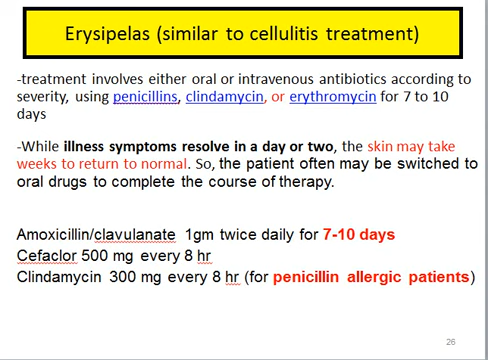 Erysipelas (similar to cellulitis treatment)
-treatment involves either oral or intravenous antibiotics according to
severity, using penicillins, clindamycin, or erythromycin for 7 to 10
days
-While illness symptoms resolve in a day or two, the skin may take
weeks to return to normal. So, the patient often may be switched to
oral drugs to complete the course of therapy.
Amoxicillin/clavulanate 1gm twice daily for 7-10 days
Cefaclor 500 mg every 8 hr
Clindamycin 300 mg every 8 hr (for penicillin allergic patients)
26